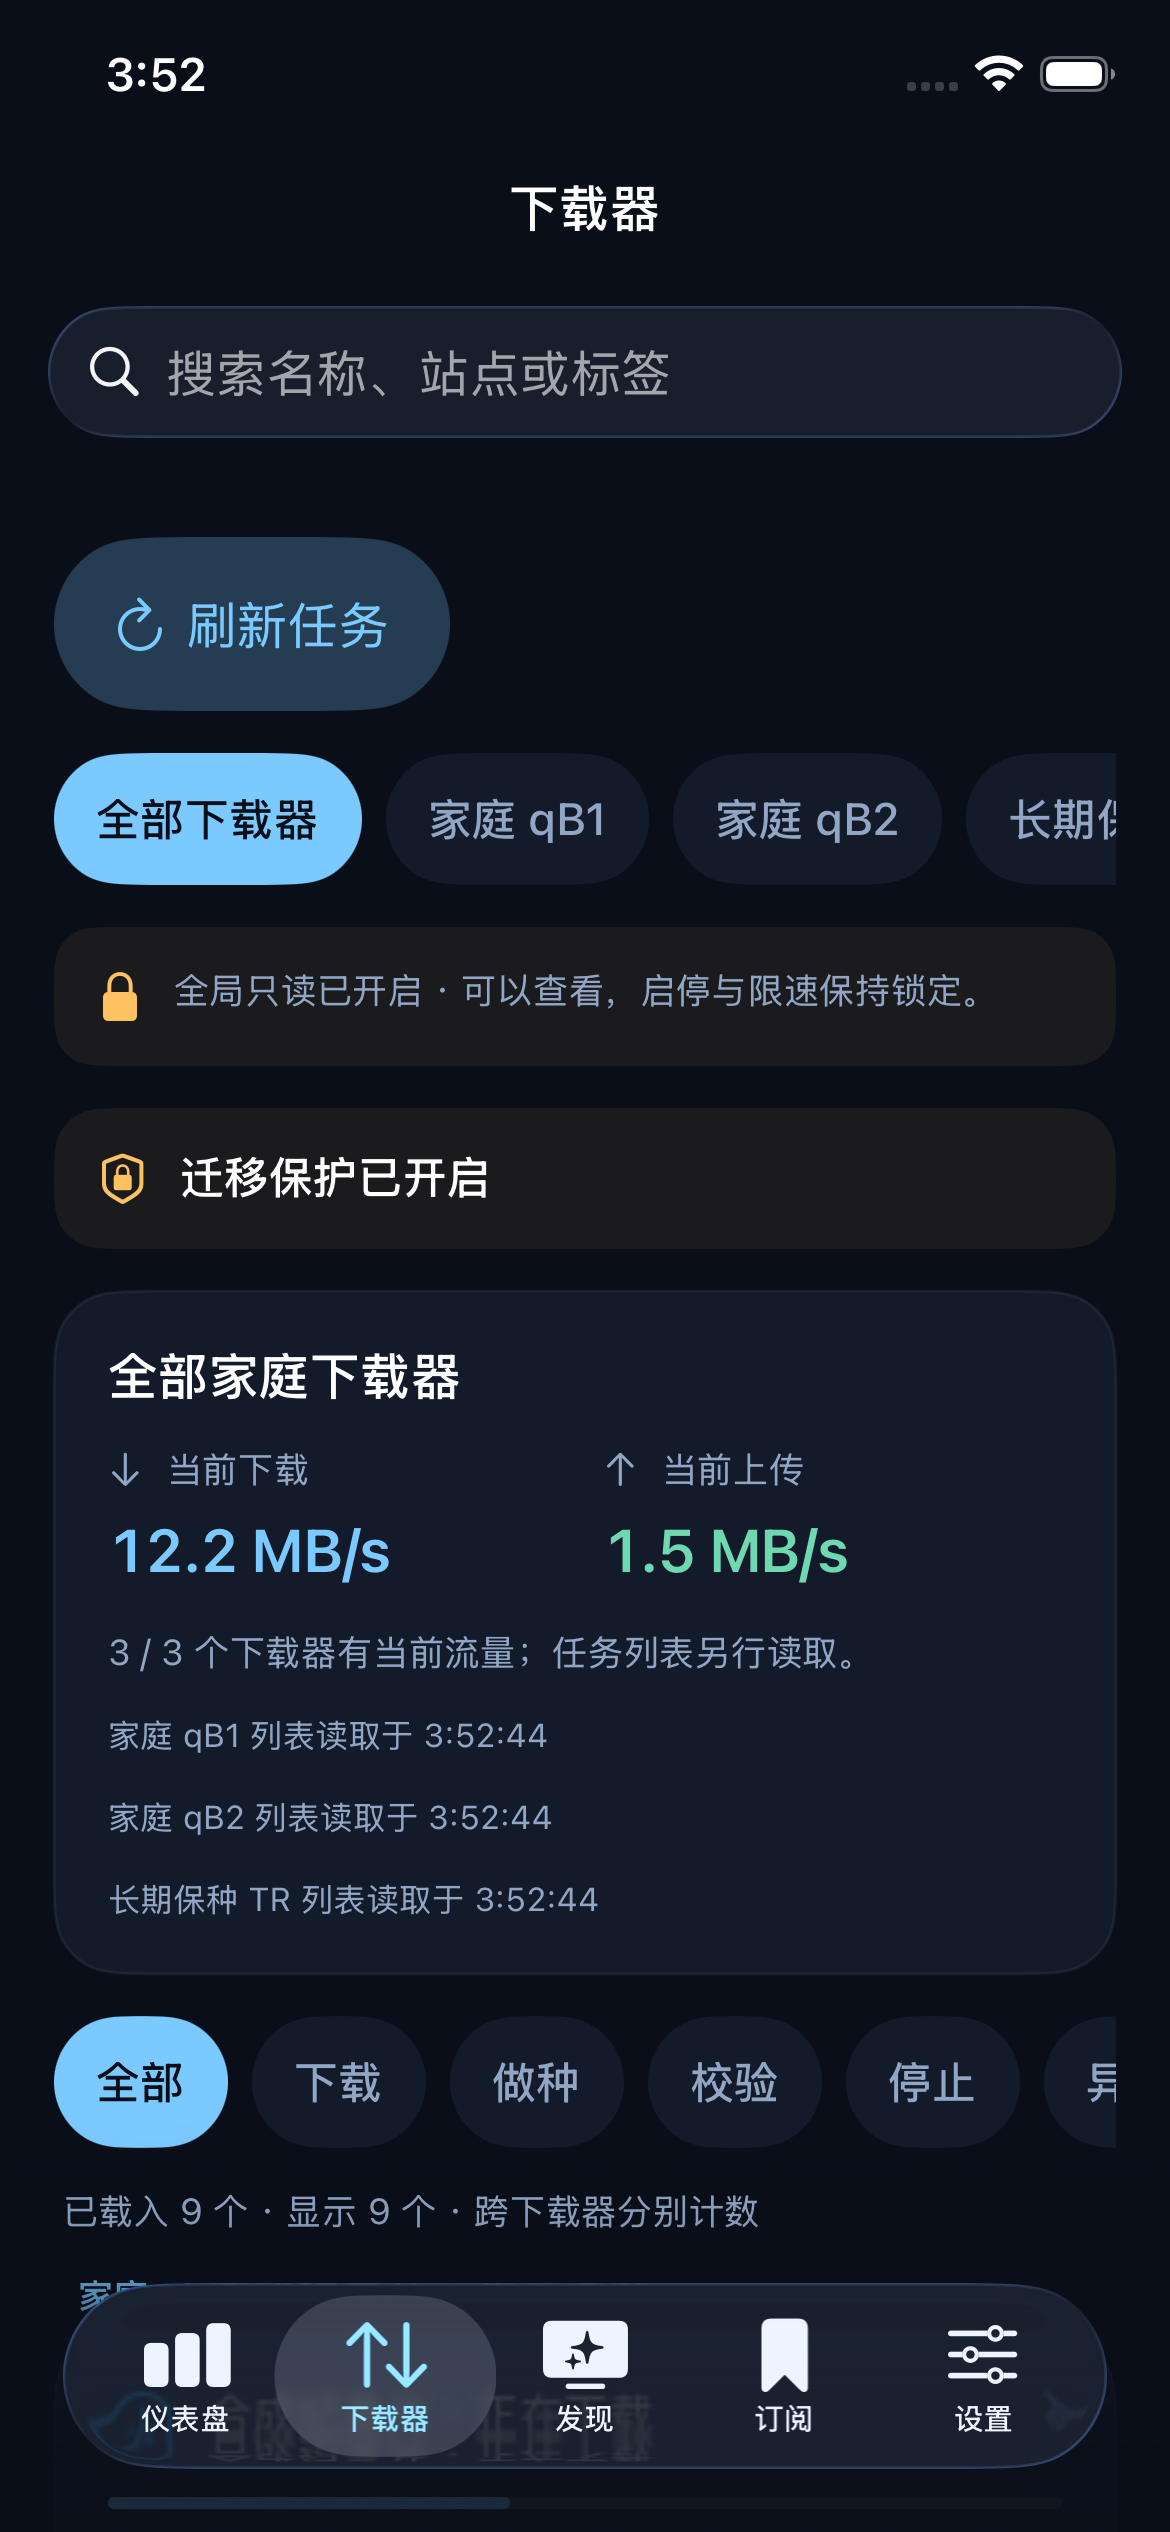 3:52
下载器
搜索名称、站点或标签
刷新任务
全部下载器
家庭 qB1
家庭 qB2
长期
全局只读已开启 · 可以查看，启停与限速保持锁定。
迁移保护已开启
全部家庭下载器
当前下载
当前上传
12.2 MB/s
1.5 MB/s
3 / 3 个下载器有当前流量；任务列表另行读取。
家庭 qB1 列表读取于 3:52:44
家庭 qB2 列表读取于 3:52:44
长期保种 TR 列表读取于 3:52:44
全部
下载
做种
校验
停止
已载入 9 个 · 显示 9 个 · 跨下载器分别计数
仪表盘
下载器
发现
订阅
设置